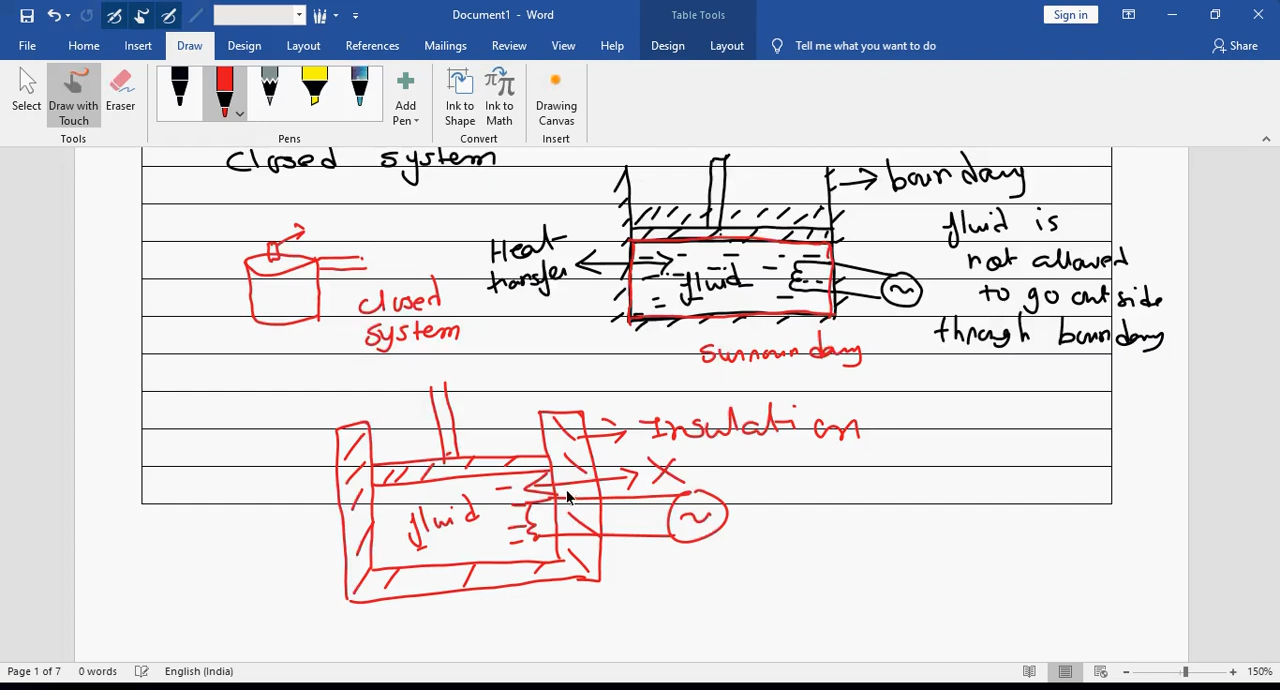 Document1 - Word
Table Tools
Sign in
File Home Insert Draw Design Layout References Mailings Review View Help Design Layout Tell me what you want to do Share
Select
Draw with Touch
Eraser
Add Pen
Ink to Shape
Ink to Math
Drawing Canvas
Tools
Pens
Convert
Insert
Closed system
boundary
fluid is
not allowed
to go outside
through boundary
Heat
transfer
fluid
~
closed
system
surrounday
Insulation
X
fluid
~
Page 1 of 7
0 words
English (India)
150%